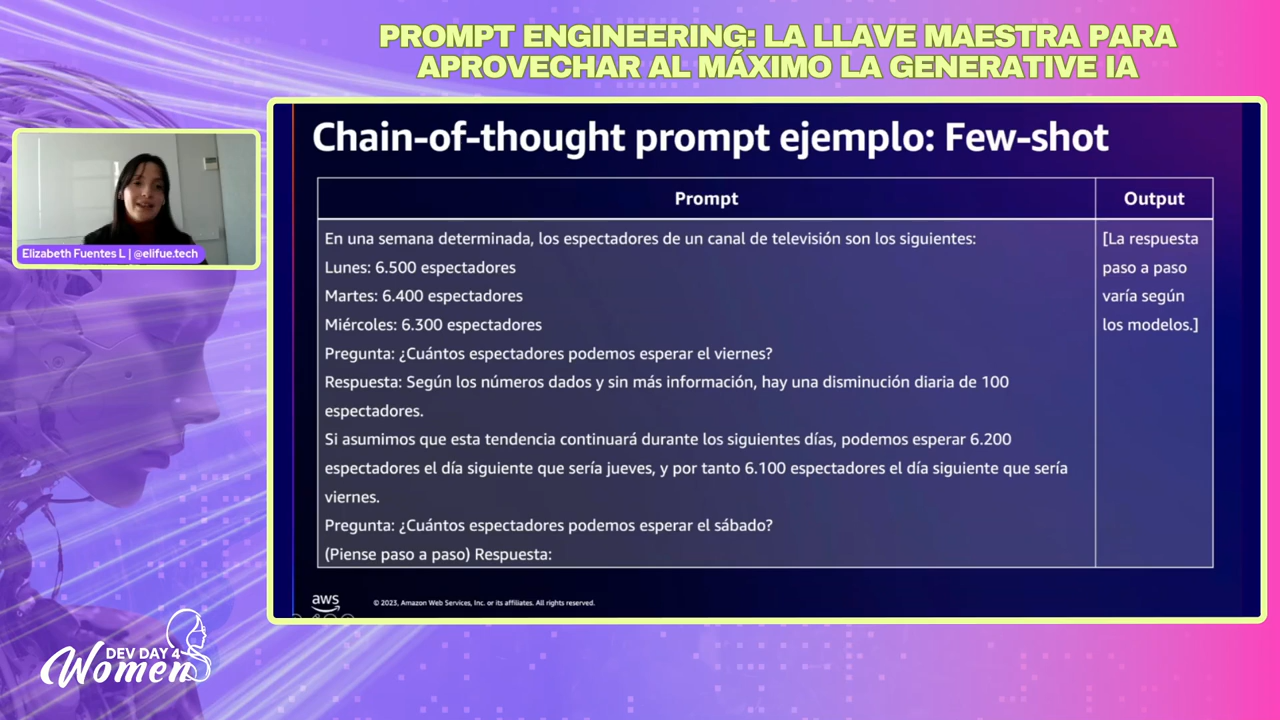 PROMPT ENGINEERING: LA LLAVE MAESTRA PARA
APROVECHAR AL MÁXIMO LA GENERATIVE IA
Elizabeth Fuentes L | @elifue.tech
Chain-of-thought prompt ejemplo: Few-shot
Prompt
Output
En una semana determinada, los espectadores de un canal de televisión son los siguientes:
Lunes: 6.500 espectadores
Martes: 6.400 espectadores
Miércoles: 6.300 espectadores
Pregunta: ¿Cuántos espectadores podemos esperar el viernes?
Respuesta: Según los números dados y sin más información, hay una disminución diaria de 100
espectadores.
Si asumimos que esta tendencia continuará durante los siguientes días, podemos esperar 6.200
espectadores el día siguiente que sería jueves, y por tanto 6.100 espectadores el día siguiente que sería
viernes.
Pregunta: ¿Cuántos espectadores podemos esperar el sábado?
(Piense paso a paso) Respuesta:
[La respuesta
paso a paso
varía según
los modelos.]
aws
© 2023, Amazon Web Services, Inc. or its affiliates. All rights reserved.
DEV DAY 4
Women